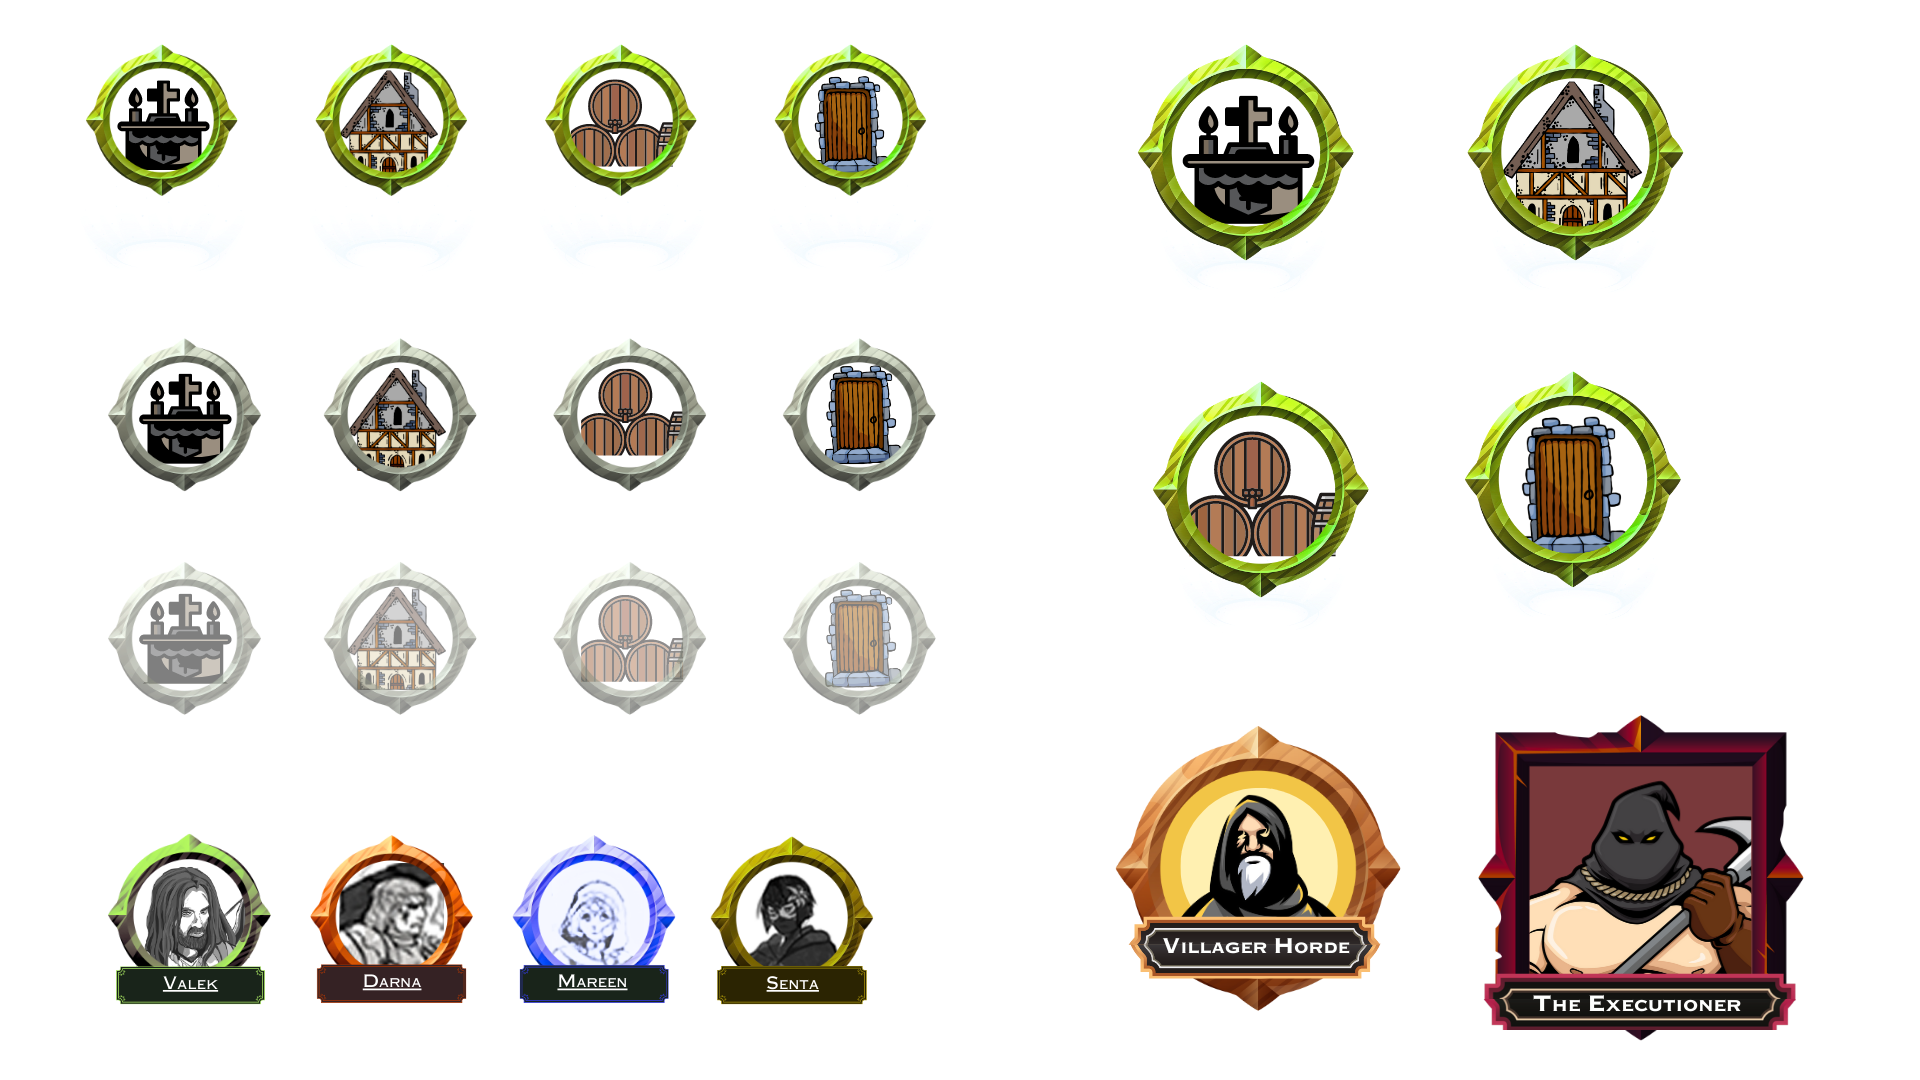 Villager Horde
Valek
Darna
Mareen
Senta
The Executioner